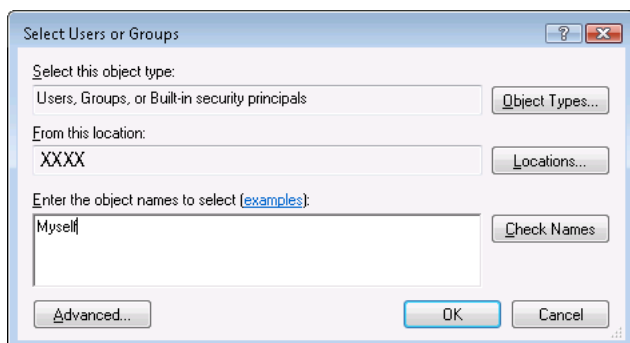 Select Users or Groups
Select this object type:
Users, Groups, or Built-in security principals
Object Types...
From this location:
XXXX
Locations...
Enter the object names to select (examples):
Myself
Check Names
Advanced...
OK
Cancel